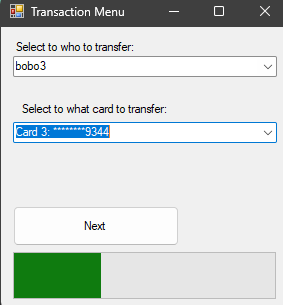 Transaction Menu
Select to who to transfer:
bobo3
Select to what card to transfer:
Card 3: ********9344
Next